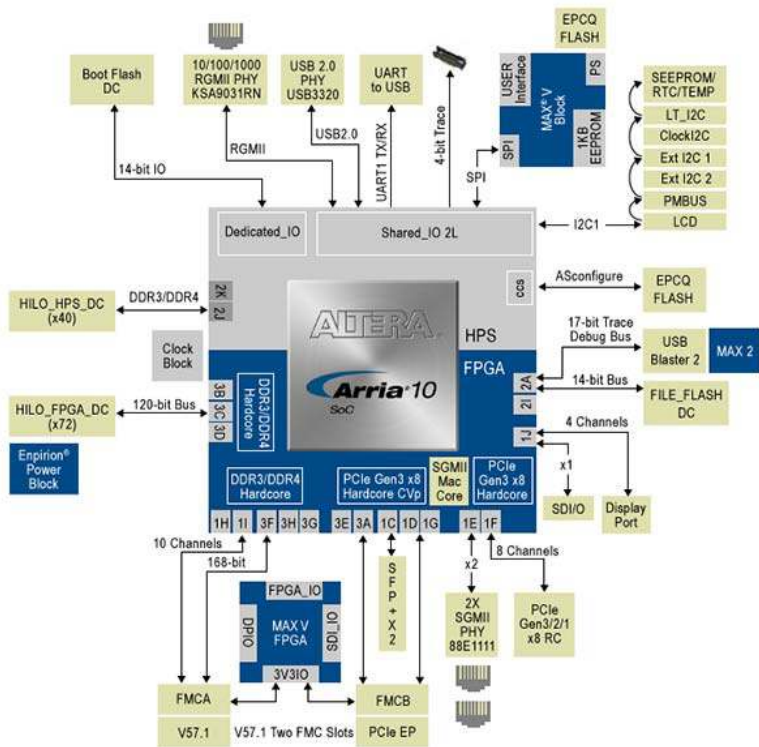 EPCQ
FLASH
10/100/1000
RGMII PHY
KSA9031RN
USB 2.0
PHY
USB3320
UART
to USB
Boot Flash
DC
USER
Interface
PS
MAX® V
Block
SPI
1KB
EEPROM
SEEPROM/
RTC/TEMP
LT_I2C
ClockI2C
Ext I2C 1
Ext I2C 2
PMBUS
LCD
14-bit IO
RGMII
USB2.0
UART1 TX/RX
4-bit Trace
SPI
I2C1
Dedicated_IO
Shared_IO 2L
HILO_HPS_DC
(x40)
DDR3/DDR4
2K
2J
ccs
ASconfigure
EPCQ
FLASH
ALTERA
HPS
Clock
Block
FPGA
Arria® 10
SoC
17-bit Trace
Debug Bus
USB
Blaster 2
MAX 2
HILO_FPGA_DC
(x72)
120-bit Bus
3B
3C
3D
DDR3/DDR4
Hardcore
2A
2I
14-bit Bus
FILE_FLASH
DC
1J
4 Channels
x1
Enpirion®
Power
Block
DDR3/DDR4
Hardcore
PCIe Gen3 x8
Hardcore CVp
SGMII
Mac
Core
PCIe
Gen3 x8
Hardcore
SDI/O
Display
Port
1H
1I
3F
3H
3G
3E
3A
1C
1D
1G
1E
1F
10 Channels
168-bit
x2
8 Channels
SFP+X2
FPGA_IO
DPIO
MAX V
FPGA
SDI_IO
3V3IO
2X
SGMII
PHY
88E1111
PCIe
Gen3/2/1
x8 RC
FMCA
V57.1
V57.1 Two FMC Slots
FMCB
PCIe EP